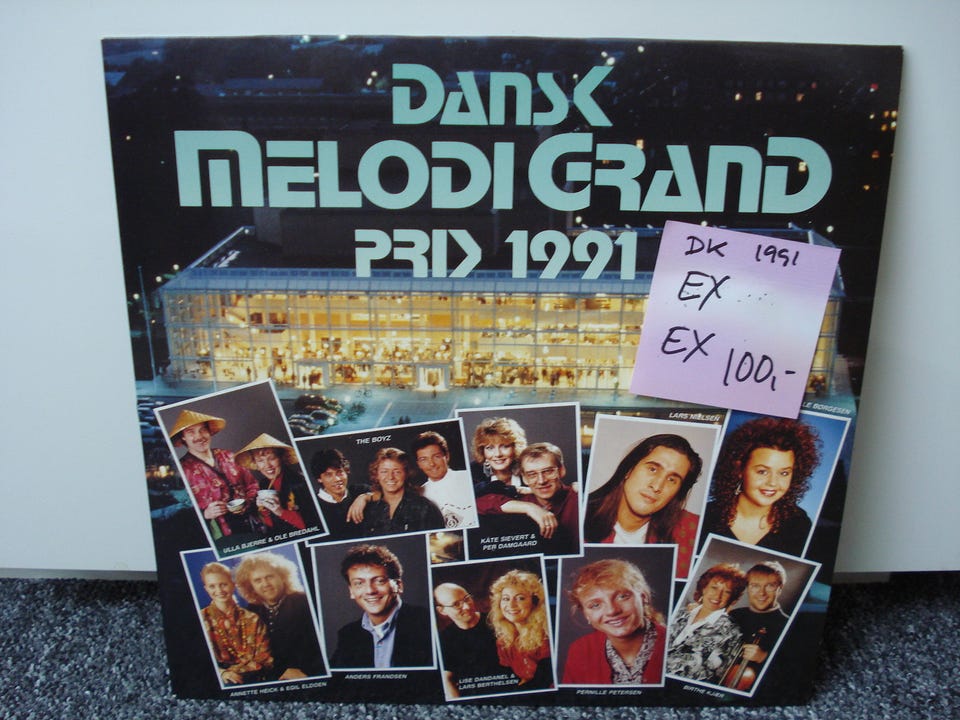 DANSK
MELODI GRAND
PRIX 1991
DK 1991
EX
EX 100,-
LE BORGESEN
LARS NIELSEN
THE BOYZ
ULLA BJERRE & OLE BREDAHL
KÄTE SIEVERT &
PER DAMGAARD
ANNETTE HEICK & EGIL ELDØEN
ANDERS FRANDSEN
LISE DANDANEL &
LARS BERTHELSEN
PERNILLE PETERSEN
BIRTHE KJÆR